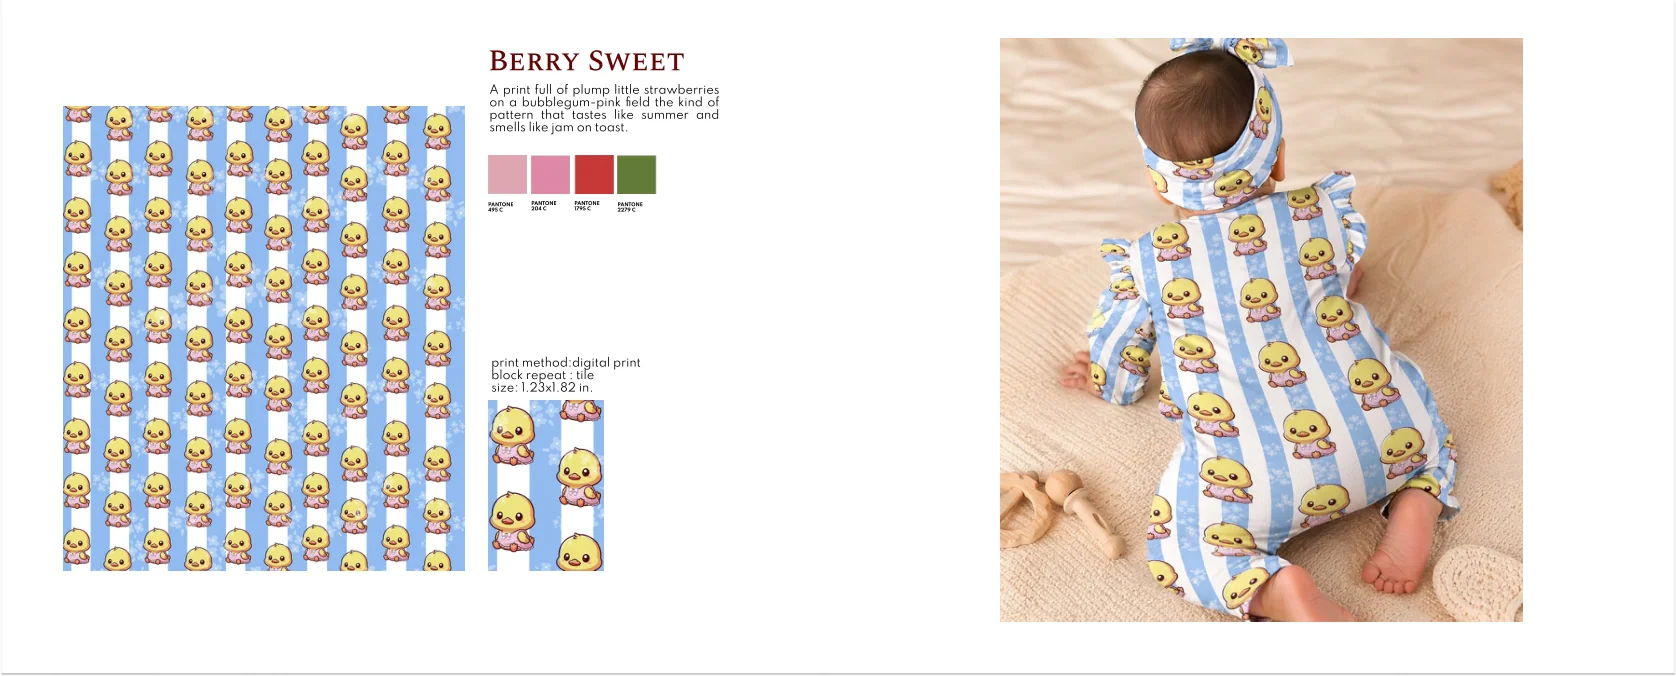 BERRY SWEET
A print full of plump little strawberries
on a bubblegum-pink field the kind of
pattern that tastes like summer and
smells like jam on toast.
PANTONE
495 C
PANTONE
204 C
PANTONE
1795 C
PANTONE
2279 C
print method:digital print
block repeat : tile
size: 1.23x1.82 in.